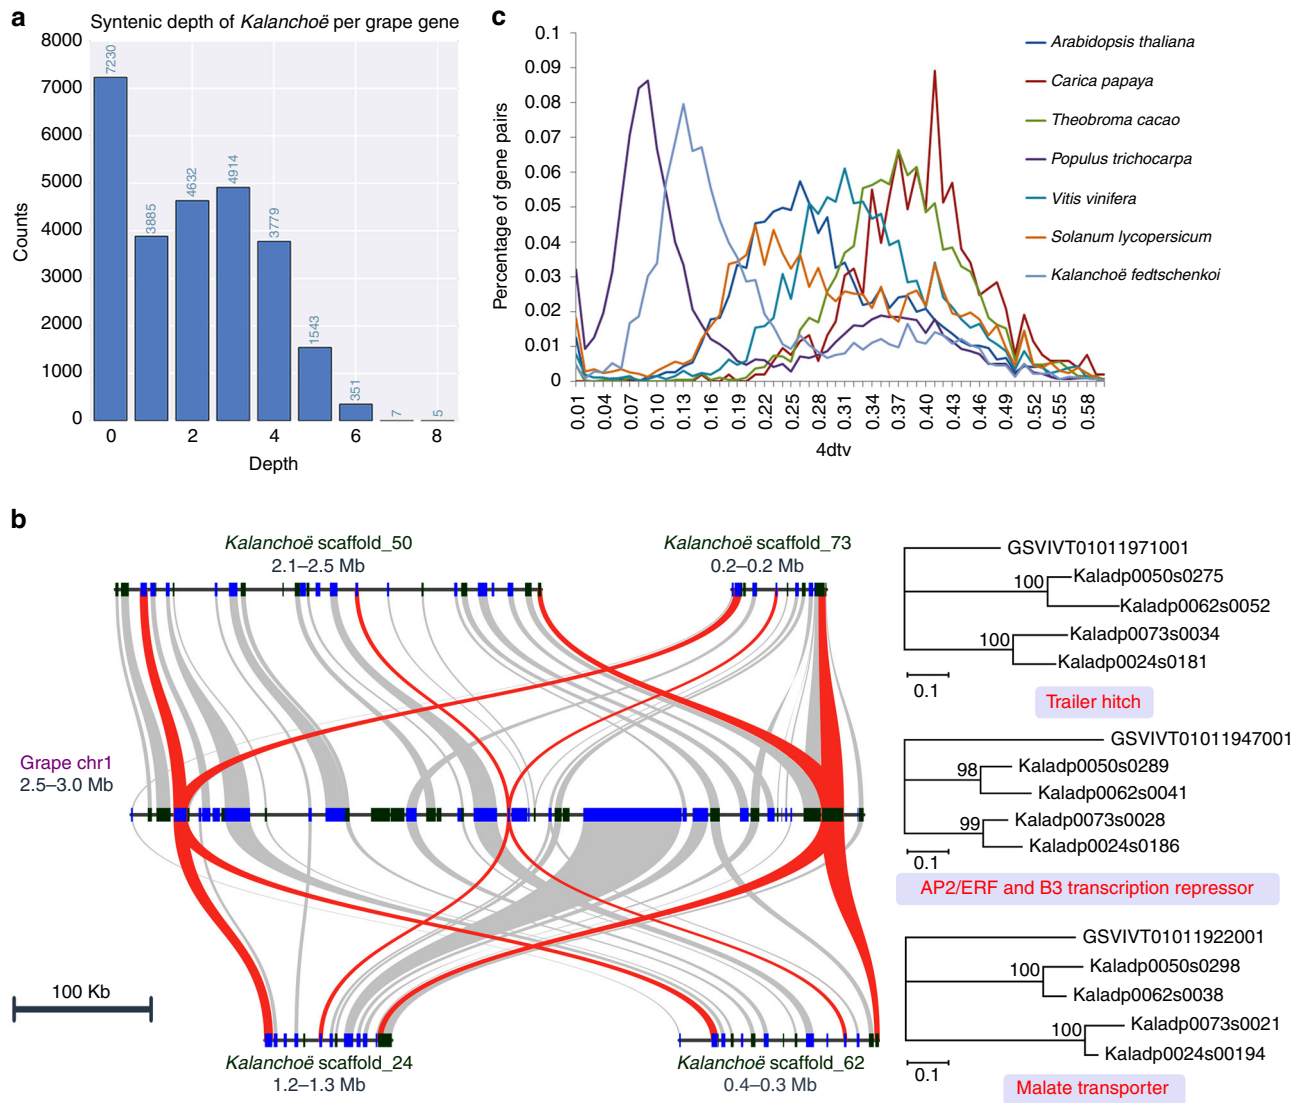 a
Syntenic depth of Kalanchoë per grape gene
8000
7000
6000
5000
4000
3000
2000
1000
0
Counts
7230
3885
4632
4914
3779
1543
351
7
5
0
2
4
6
8
Depth
c
0.1
0.09
0.08
0.07
0.06
0.05
0.04
0.03
0.02
0.01
0
Percentage of gene pairs
0.01
0.04
0.07
0.10
0.13
0.16
0.19
0.22
0.25
0.28
0.31
0.34
0.37
0.40
0.43
0.46
0.49
0.52
0.55
0.58
4dtv
Arabidopsis thaliana
Carica papaya
Theobroma cacao
Populus trichocarpa
Vitis vinifera
Solanum lycopersicum
Kalanchoë fedtschenkoi
b
Kalanchoë scaffold_50
2.1–2.5 Mb
Kalanchoë scaffold_73
0.2–0.2 Mb
Grape chr1
2.5–3.0 Mb
100 Kb
Kalanchoë scaffold_24
1.2–1.3 Mb
Kalanchoë scaffold_62
0.4–0.3 Mb
GSVIVT01011971001
100
Kaladp0050s0275
Kaladp0062s0052
100
Kaladp0073s0034
Kaladp0024s0181
0.1
Trailer hitch
GSVIVT01011947001
98
Kaladp0050s0289
Kaladp0062s0041
99
Kaladp0073s0028
Kaladp0024s0186
0.1
AP2/ERF and B3 transcription repressor
GSVIVT01011922001
100
Kaladp0050s0298
Kaladp0062s0038
100
Kaladp0073s0021
Kaladp0024s00194
0.1
Malate transporter